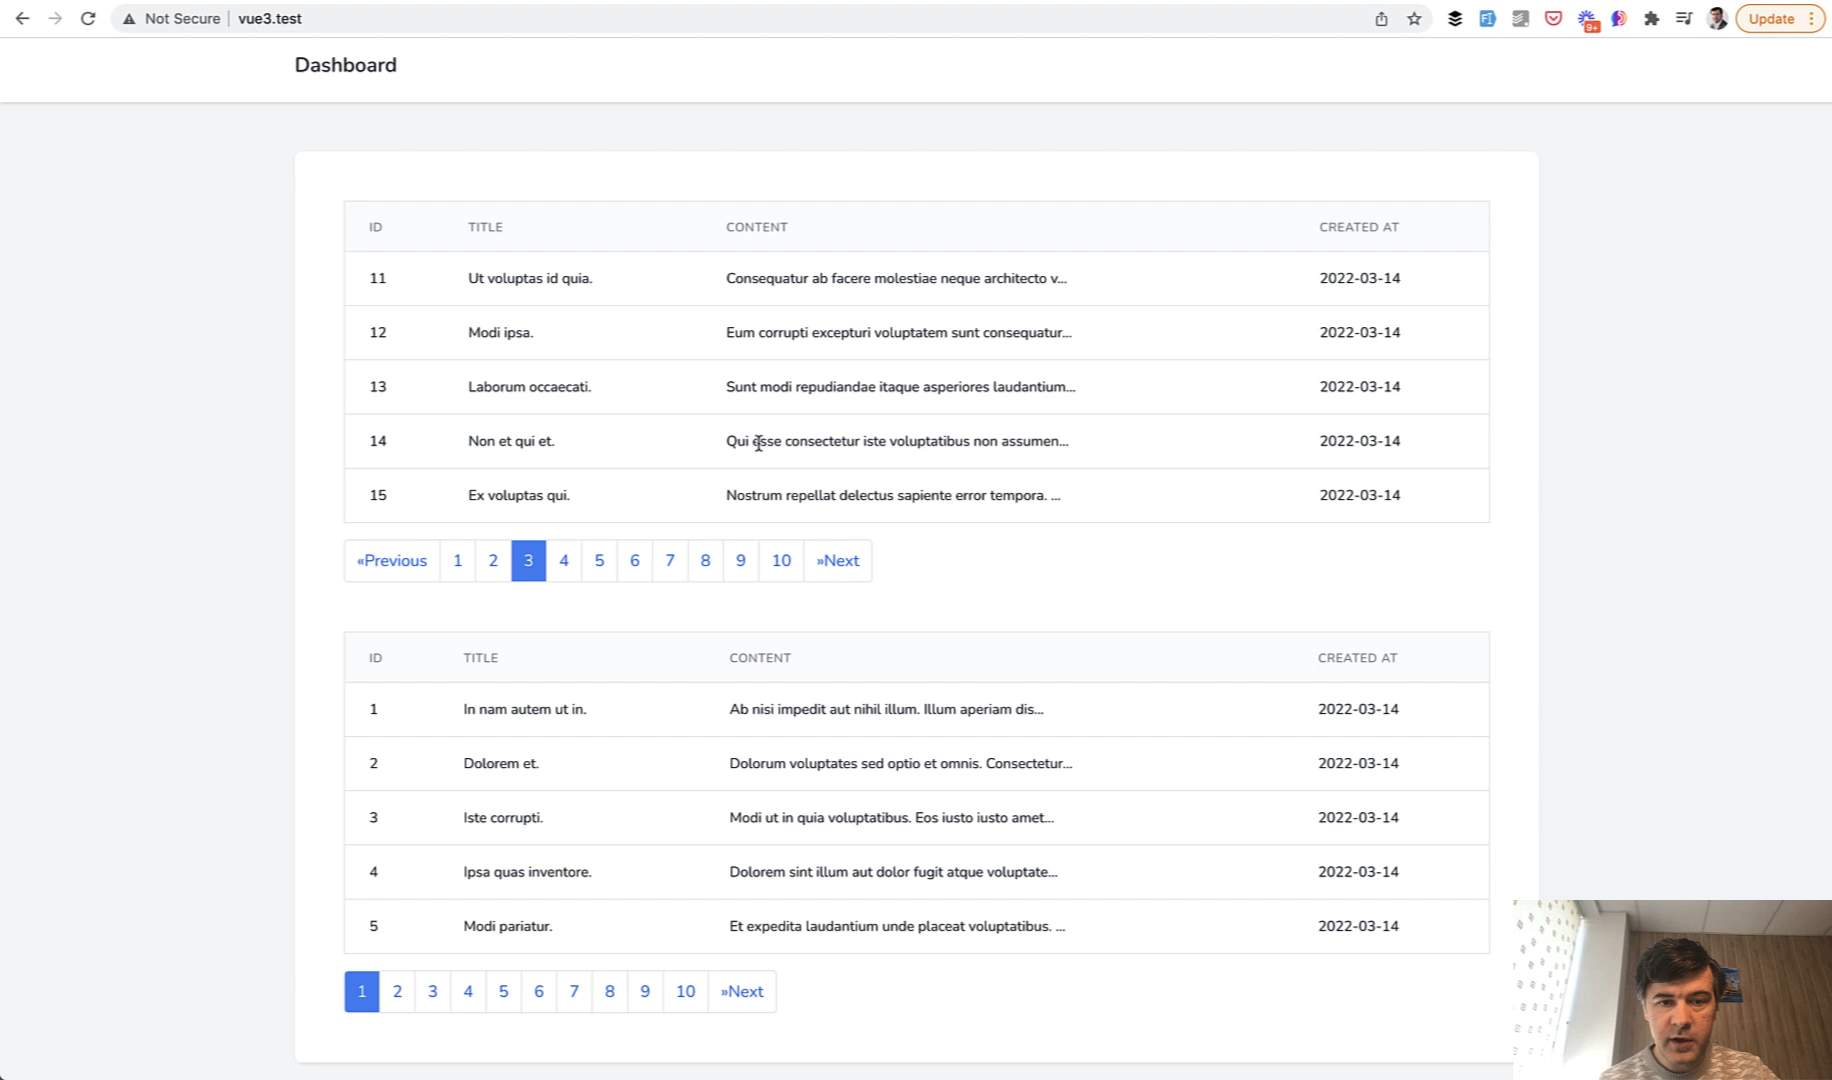 Not Secure vue3.test
9+
Update
Dashboard
ID TITLE CONTENT CREATED AT
11 Ut voluptas id quia. Consequatur ab facere molestiae neque architecto v... 2022-03-14
12 Modi ipsa. Eum corrupti excepturi voluptatem sunt consequatur... 2022-03-14
13 Laborum occaecati. Sunt modi repudiandae itaque asperiores laudantium... 2022-03-14
14 Non et qui et. Qui esse consectetur iste voluptatibus non assumen... 2022-03-14
15 Ex voluptas qui. Nostrum repellat delectus sapiente error tempora. ... 2022-03-14
«Previous 1 2 3 4 5 6 7 8 9 10 »Next
ID TITLE CONTENT CREATED AT
1 In nam autem ut in. Ab nisi impedit aut nihil illum. Illum aperiam dis... 2022-03-14
2 Dolorem et. Dolorum voluptates sed optio et omnis. Consectetur... 2022-03-14
3 Iste corrupti. Modi ut in quia voluptatibus. Eos iusto iusto amet... 2022-03-14
4 Ipsa quas inventore. Dolorem sint illum aut dolor fugit atque voluptate... 2022-03-14
5 Modi pariatur. Et expedita laudantium unde placeat voluptatibus. ... 2022-03-14
1 2 3 4 5 6 7 8 9 10 »Next